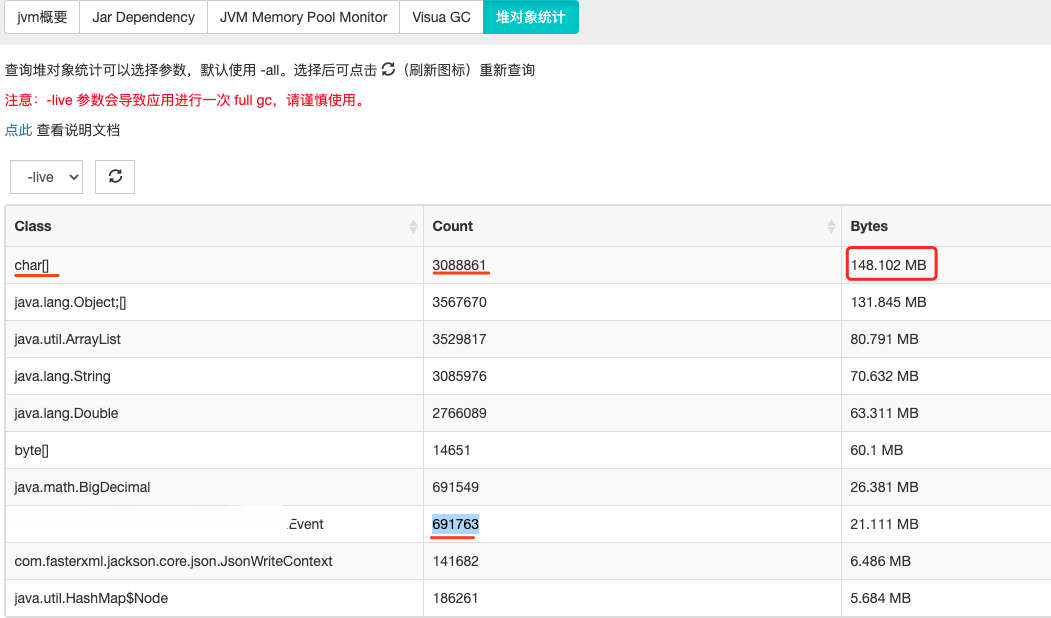 jvm概要 Jar Dependency JVM Memory Pool Monitor Visua GC 堆对象统计
查询堆对象统计可以选择参数，默认使用 -all。选择后可点击 （刷新图标）重新查询
注意：-live 参数会导致应用进行一次 full gc，请谨慎使用。
点此 查看说明文档
-live
Class Count Bytes
char[] 3088861 148.102 MB
java.lang.Object;[] 3567670 131.845 MB
java.util.ArrayList 3529817 80.791 MB
java.lang.String 3085976 70.632 MB
java.lang.Double 2766089 63.311 MB
byte[] 14651 60.1 MB
java.math.BigDecimal 691549 26.381 MB
.Event 691763 21.111 MB
com.fasterxml.jackson.core.json.JsonWriteContext 141682 6.486 MB
java.util.HashMap$Node 186261 5.684 MB